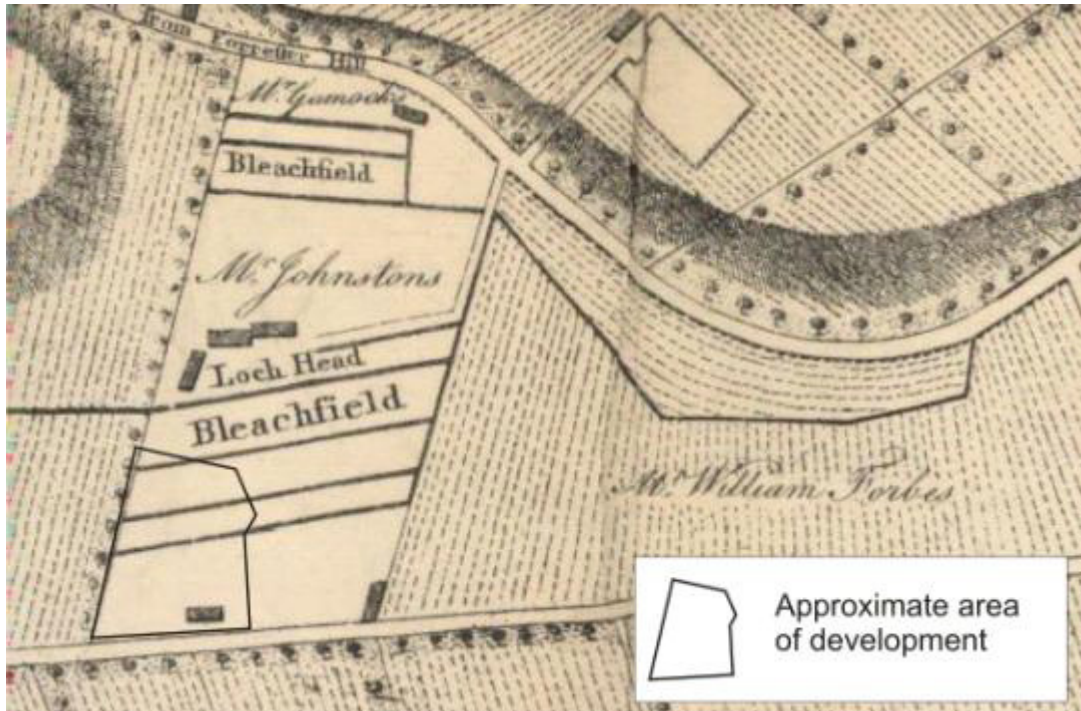 from Forrester Hill
Mr. Gamocks
Bleachfield
Mr. Johnstons
Loch Head
Bleachfield
Mr. William Forbes
Approximate area
of development